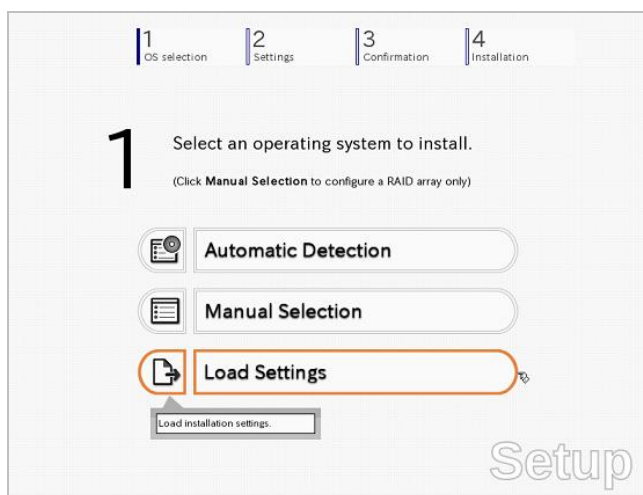 1
OS selection
2
Settings
3
Confirmation
4
Installation
1
Select an operating system to install.
(Click Manual Selection to configure a RAID array only)
Automatic Detection
Manual Selection
Load Settings
Load installation settings.
Setup